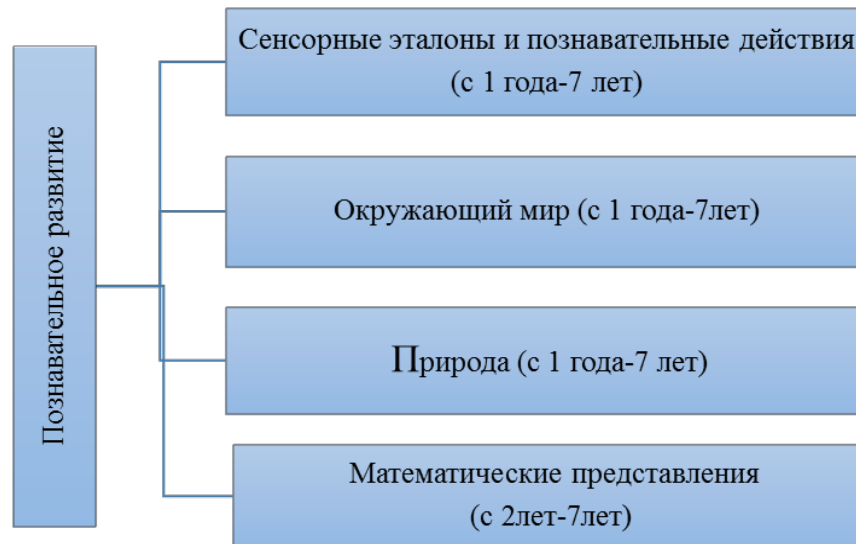 Познавательное развитие
Сенсорные эталоны и познавательные действия
(с 1 года-7 лет)
Окружающий мир (с 1 года-7лет)
Природа (с 1 года-7 лет)
Математические представления
(с 2лет-7лет)